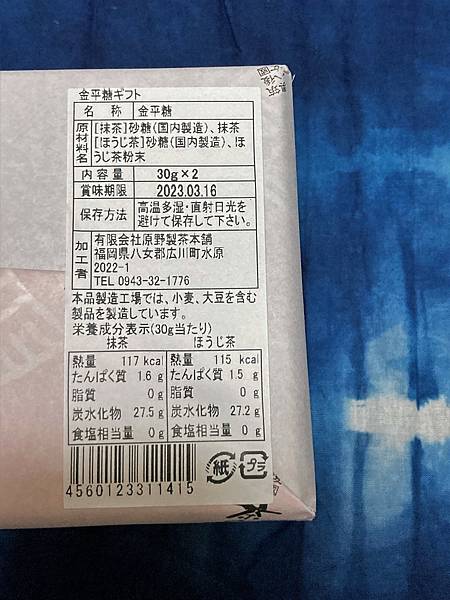 金平糖ギフト
名 称 金平糖
原材料名 [抹茶]砂糖(国内製造)、抹茶
[ほうじ茶]砂糖(国内製造)、ほ
うじ茶粉末
内容量 30g×2
賞味期限 2023.03.16
保存方法 高温多湿・直射日光を
避けて保存して下さい。
加工者 有限会社原野製茶本舗
福岡県八女郡広川町水原
2022-1
TEL 0943-32-1776
本品製造工場では、小麦、大豆を含む
製品を製造しています。
栄養成分表示(30g当たり)
抹茶 ほうじ茶
熱量 117 kcal 熱量 115 kcal
たんぱく質 1.6 g たんぱく質 1.5 g
脂質 0 g 脂質 0 g
炭水化物 27.5 g 炭水化物 27.2 g
食塩相当量 0 g 食塩相当量 0 g
紙 プラ
4560123311415